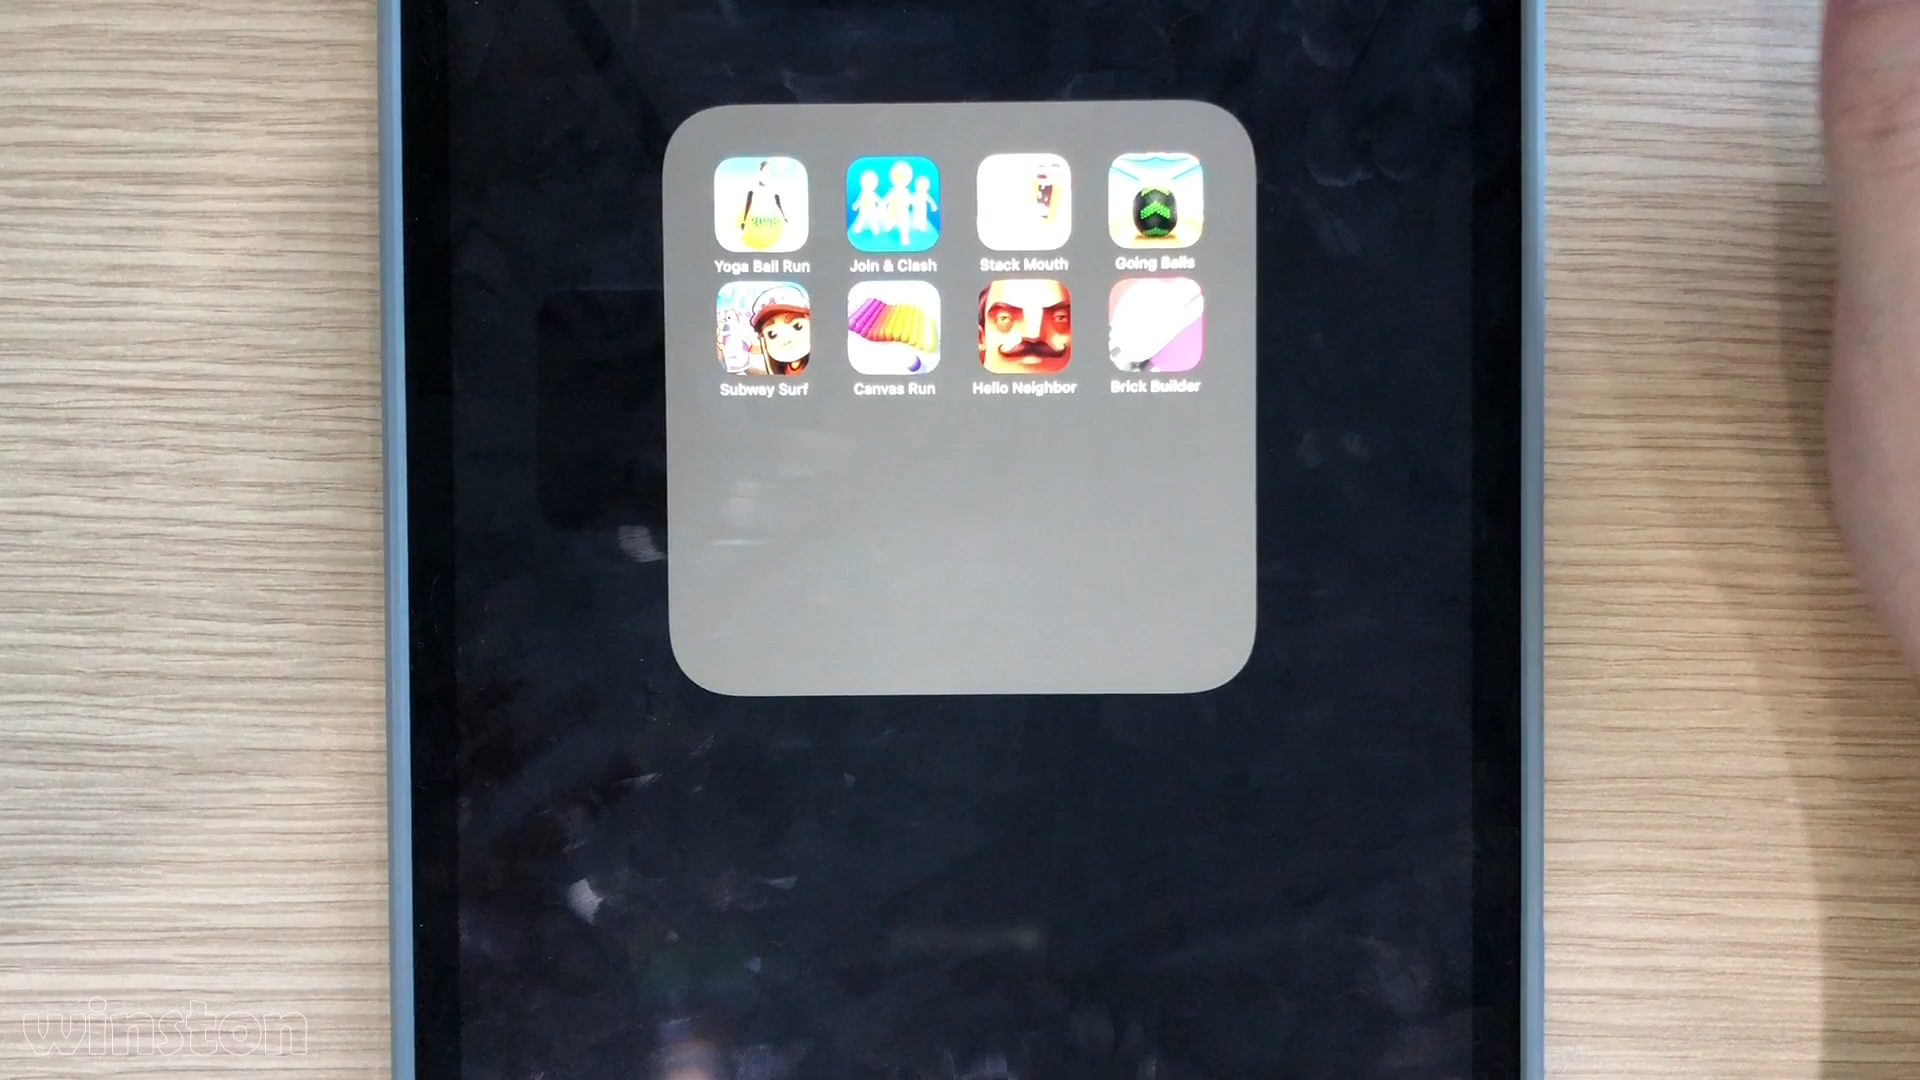 Yoga Ball Run
Join & Clash
Stack Mouth
Going Balls
Subway Surf
Canvas Run
Hello Neighbor
Brick Builder
winston